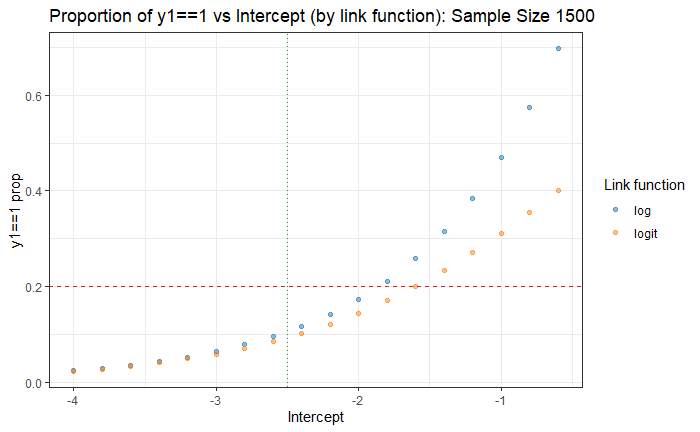 Proportion of y1==1 vs Intercept (by link function): Sample Size 1500
y1==1 prop
0.6
0.4
0.2
0.0
-4
-3
-2
-1
Intercept
Link function
log
logit